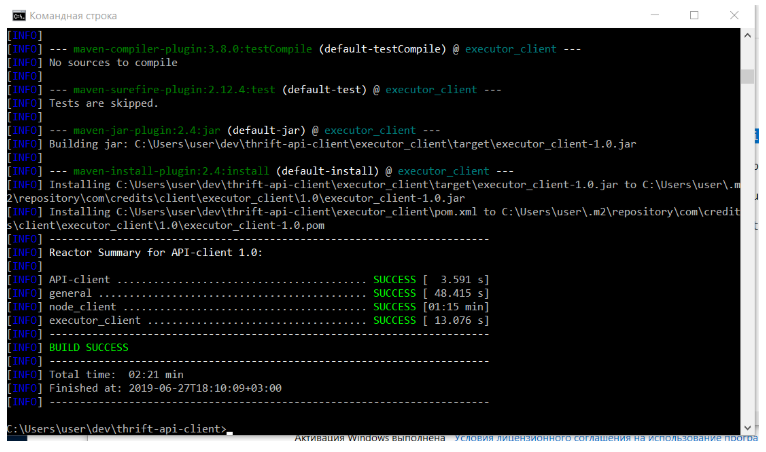 Командная строка
[INFO]
[INFO] --- maven-compiler-plugin:3.8.0:testCompile (default-testCompile) @ executor_client ---
[INFO] No sources to compile
[INFO]
[INFO] --- maven-surefire-plugin:2.12.4:test (default-test) @ executor_client ---
[INFO] Tests are skipped.
[INFO]
[INFO] --- maven-jar-plugin:2.4:jar (default-jar) @ executor_client ---
[INFO] Building jar: C:\Users\user\dev\thrift-api-client\executor_client\target\executor_client-1.0.jar
[INFO]
[INFO] --- maven-install-plugin:2.4:install (default-install) @ executor_client ---
[INFO] Installing C:\Users\user\dev\thrift-api-client\executor_client\target\executor_client-1.0.jar to C:\Users\user\.m
2\repository\com\credits\client\executor_client\1.0\executor_client-1.0.jar
[INFO] Installing C:\Users\user\dev\thrift-api-client\executor_client\pom.xml to C:\Users\user\.m2\repository\com\credit
s\client\executor_client\1.0\executor_client-1.0.pom
[INFO] ------------------------------------------------------------------------
[INFO] Reactor Summary for API-client 1.0:
[INFO]
[INFO] API-client ......................................... SUCCESS [  3.591 s]
[INFO] general ............................................ SUCCESS [ 48.415 s]
[INFO] node_client ........................................ SUCCESS [01:15 min]
[INFO] executor_client .................................... SUCCESS [ 13.076 s]
[INFO] ------------------------------------------------------------------------
[INFO] BUILD SUCCESS
[INFO] ------------------------------------------------------------------------
[INFO] Total time:  02:21 min
[INFO] Finished at: 2019-06-27T18:10:09+03:00
[INFO] ------------------------------------------------------------------------
C:\Users\user\dev\thrift-api-client>
Активация Windows выполнена Условия лицензионного соглашения на использование програ